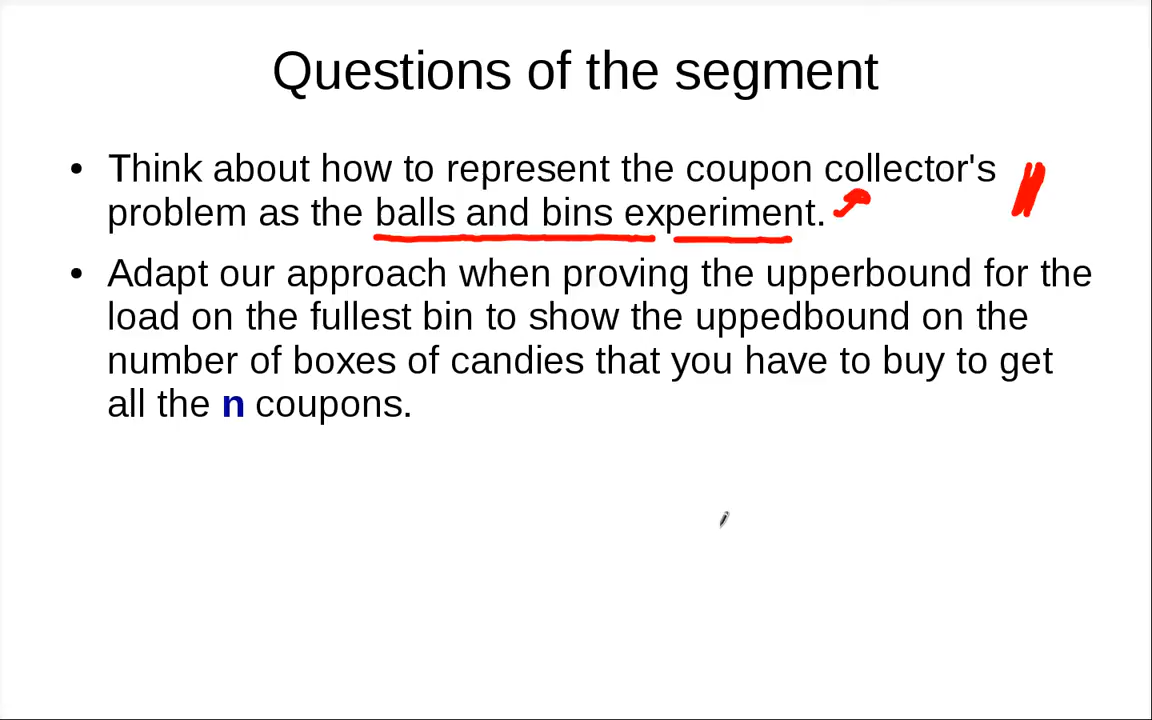 Questions of the segment
• Think about how to represent the coupon collector's
problem as the balls and bins experiment.
• Adapt our approach when proving the upperbound for the
load on the fullest bin to show the uppedbound on the
number of boxes of candies that you have to buy to get
all the n coupons.